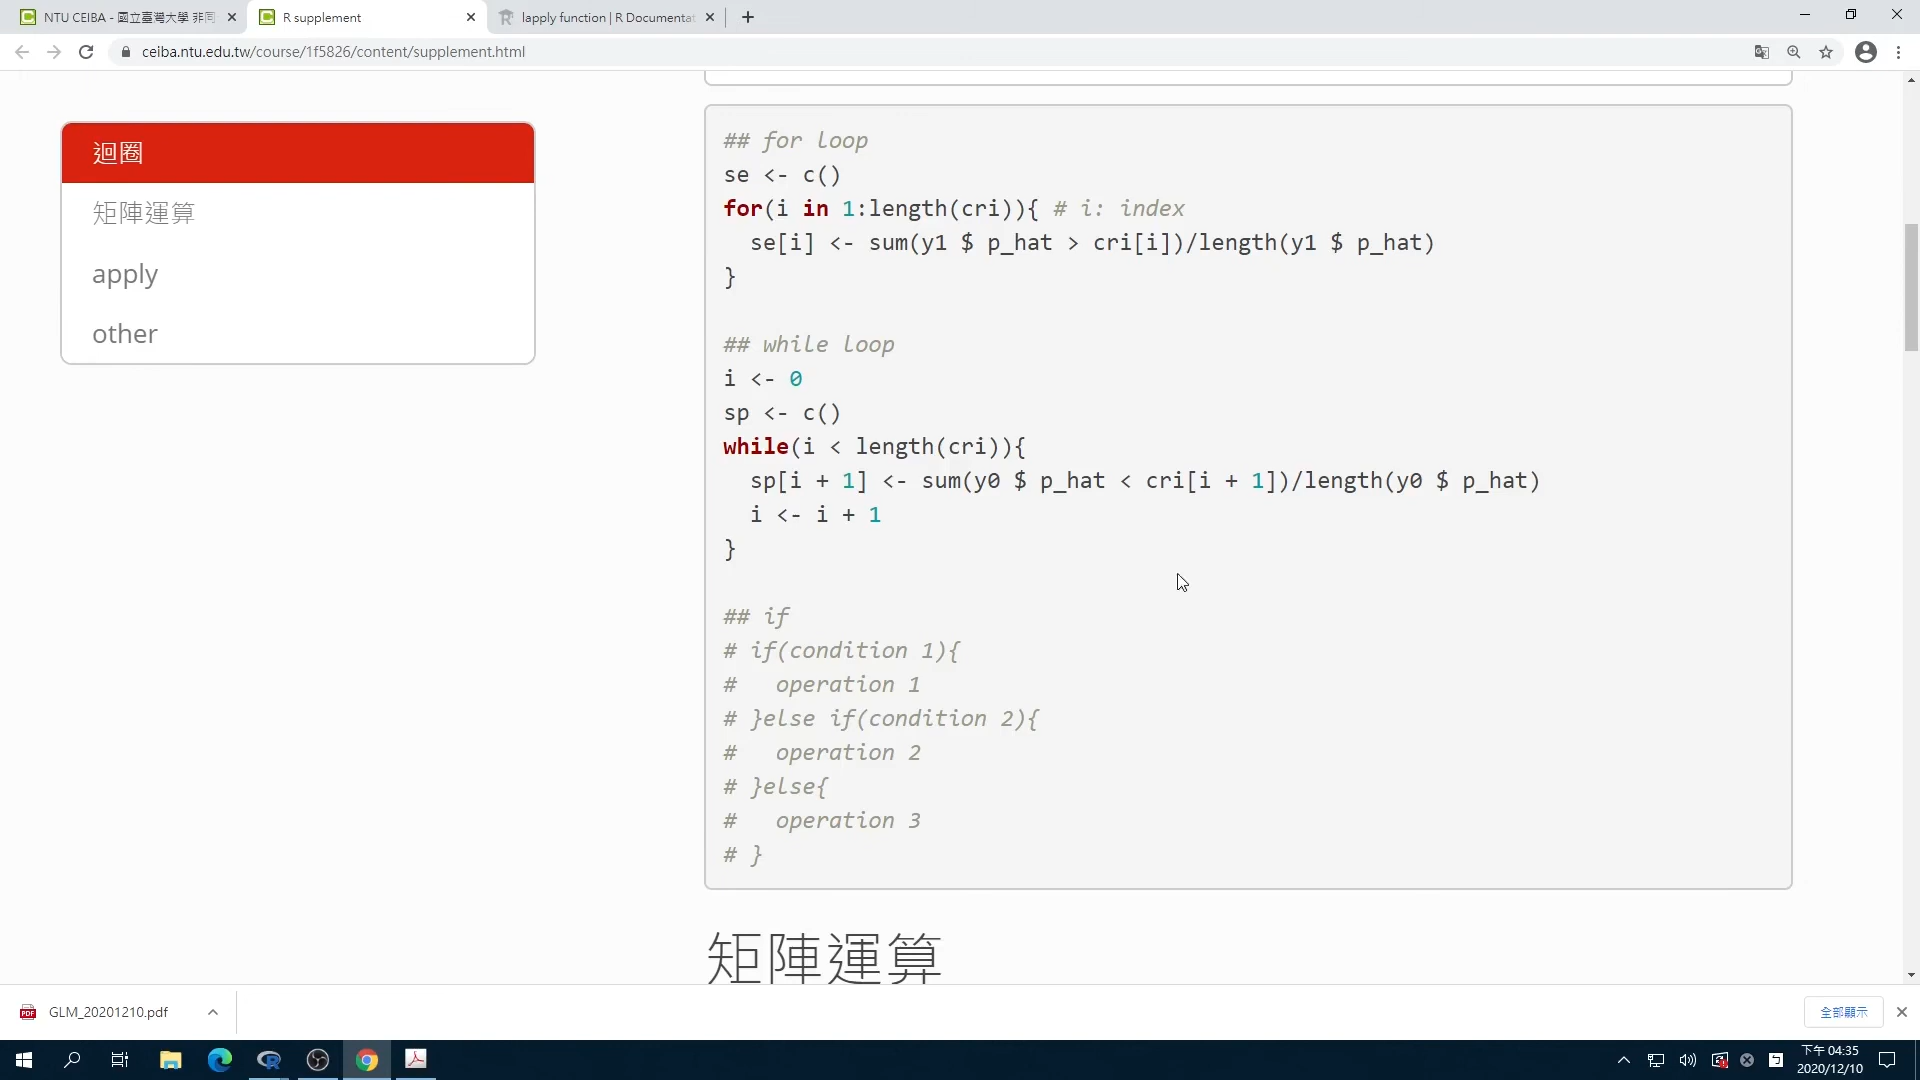 NTU CEIBA - 國立臺灣大學 非同
R supplement
lapply function | R Documentat
ceiba.ntu.edu.tw/course/1f5826/content/supplement.html
迴圈
矩陣運算
apply
other
## for loop
se <- c()
for(i in 1:length(cri)){ # i: index
  se[i] <- sum(y1 $ p_hat > cri[i])/length(y1 $ p_hat)
}
## while loop
i <- 0
sp <- c()
while(i < length(cri)){
  sp[i + 1] <- sum(y0 $ p_hat < cri[i + 1])/length(y0 $ p_hat)
  i <- i + 1
}
## if
# if(condition 1){
#   operation 1
# }else if(condition 2){
#   operation 2
# }else{
#   operation 3
# }
矩陣運算
GLM_20201210.pdf
全部顯示
下午 04:35
2020/12/10